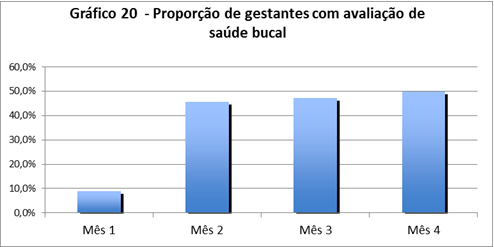 Gráfico 20  - Proporção de gestantes com avaliação de
saúde bucal
60,0%
50,0%
40,0%
30,0%
20,0%
10,0%
0,0%
Mês 1 Mês 2 Mês 3 Mês 4